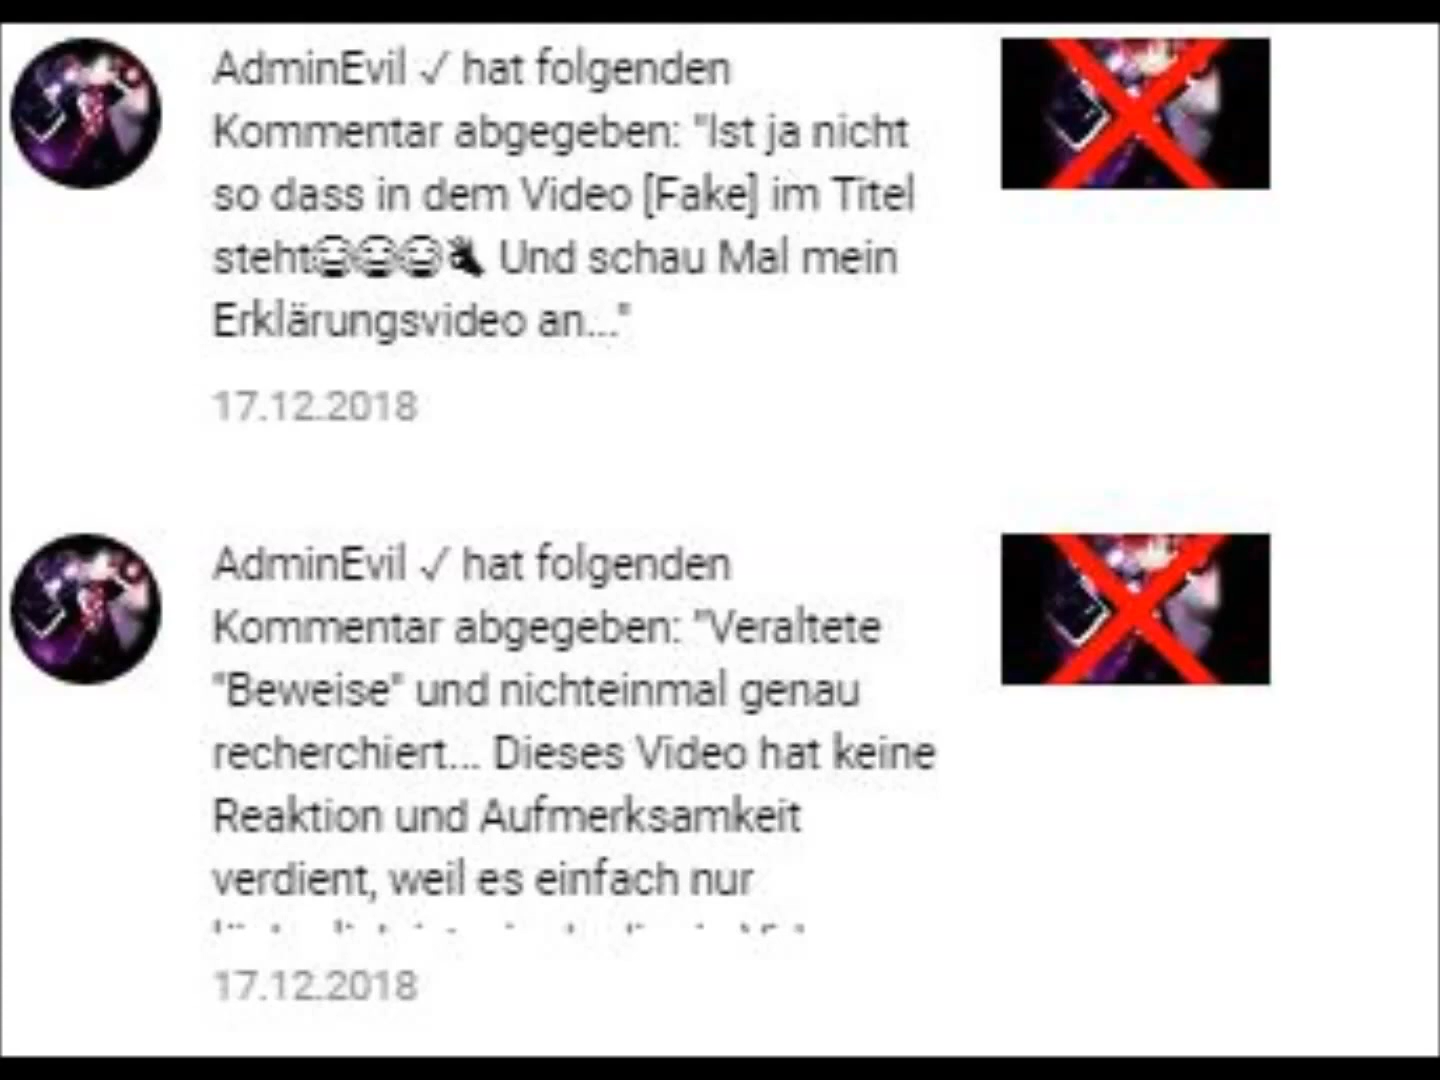 AdminEvil ✓ hat folgenden
Kommentar abgegeben: "Ist ja nicht
so dass in dem Video [Fake] im Titel
steht😐😐😐👌 Und schau Mal mein
Erklärungsvideo an..."
17.12.2018
AdminEvil ✓ hat folgenden
Kommentar abgegeben: "Veraltete
"Beweise" und nichteinmal genau
recherchiert... Dieses Video hat keine
Reaktion und Aufmerksamkeit
verdient, weil es einfach nur
17.12.2018